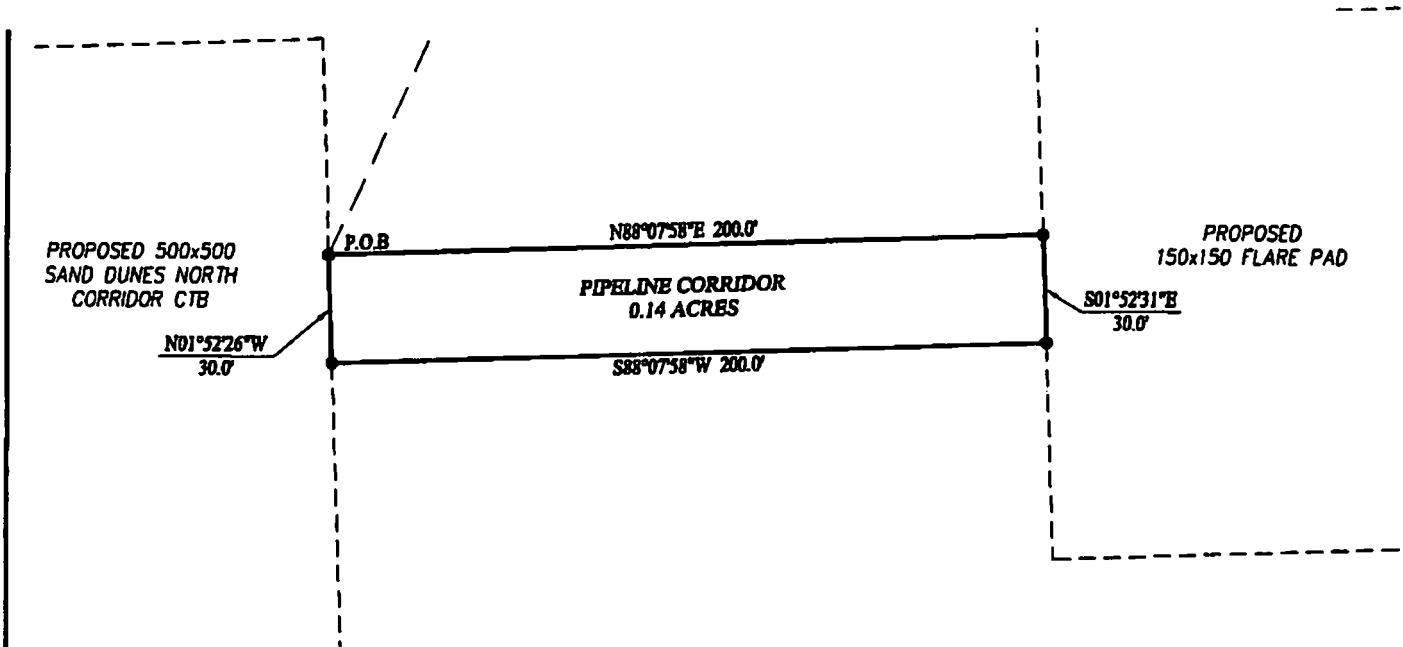 PROPOSED 500x500
SAND DUNES NORTH
CORRIDOR CTB
P.O.B
N88°07'58"E 200.0'
PIPELINE CORRIDOR
0.14 ACRES
S88°07'58"W 200.0'
N01°52'26"W
30.0'
PROPOSED
150x150 FLARE PAD
S01°52'31"E
30.0'